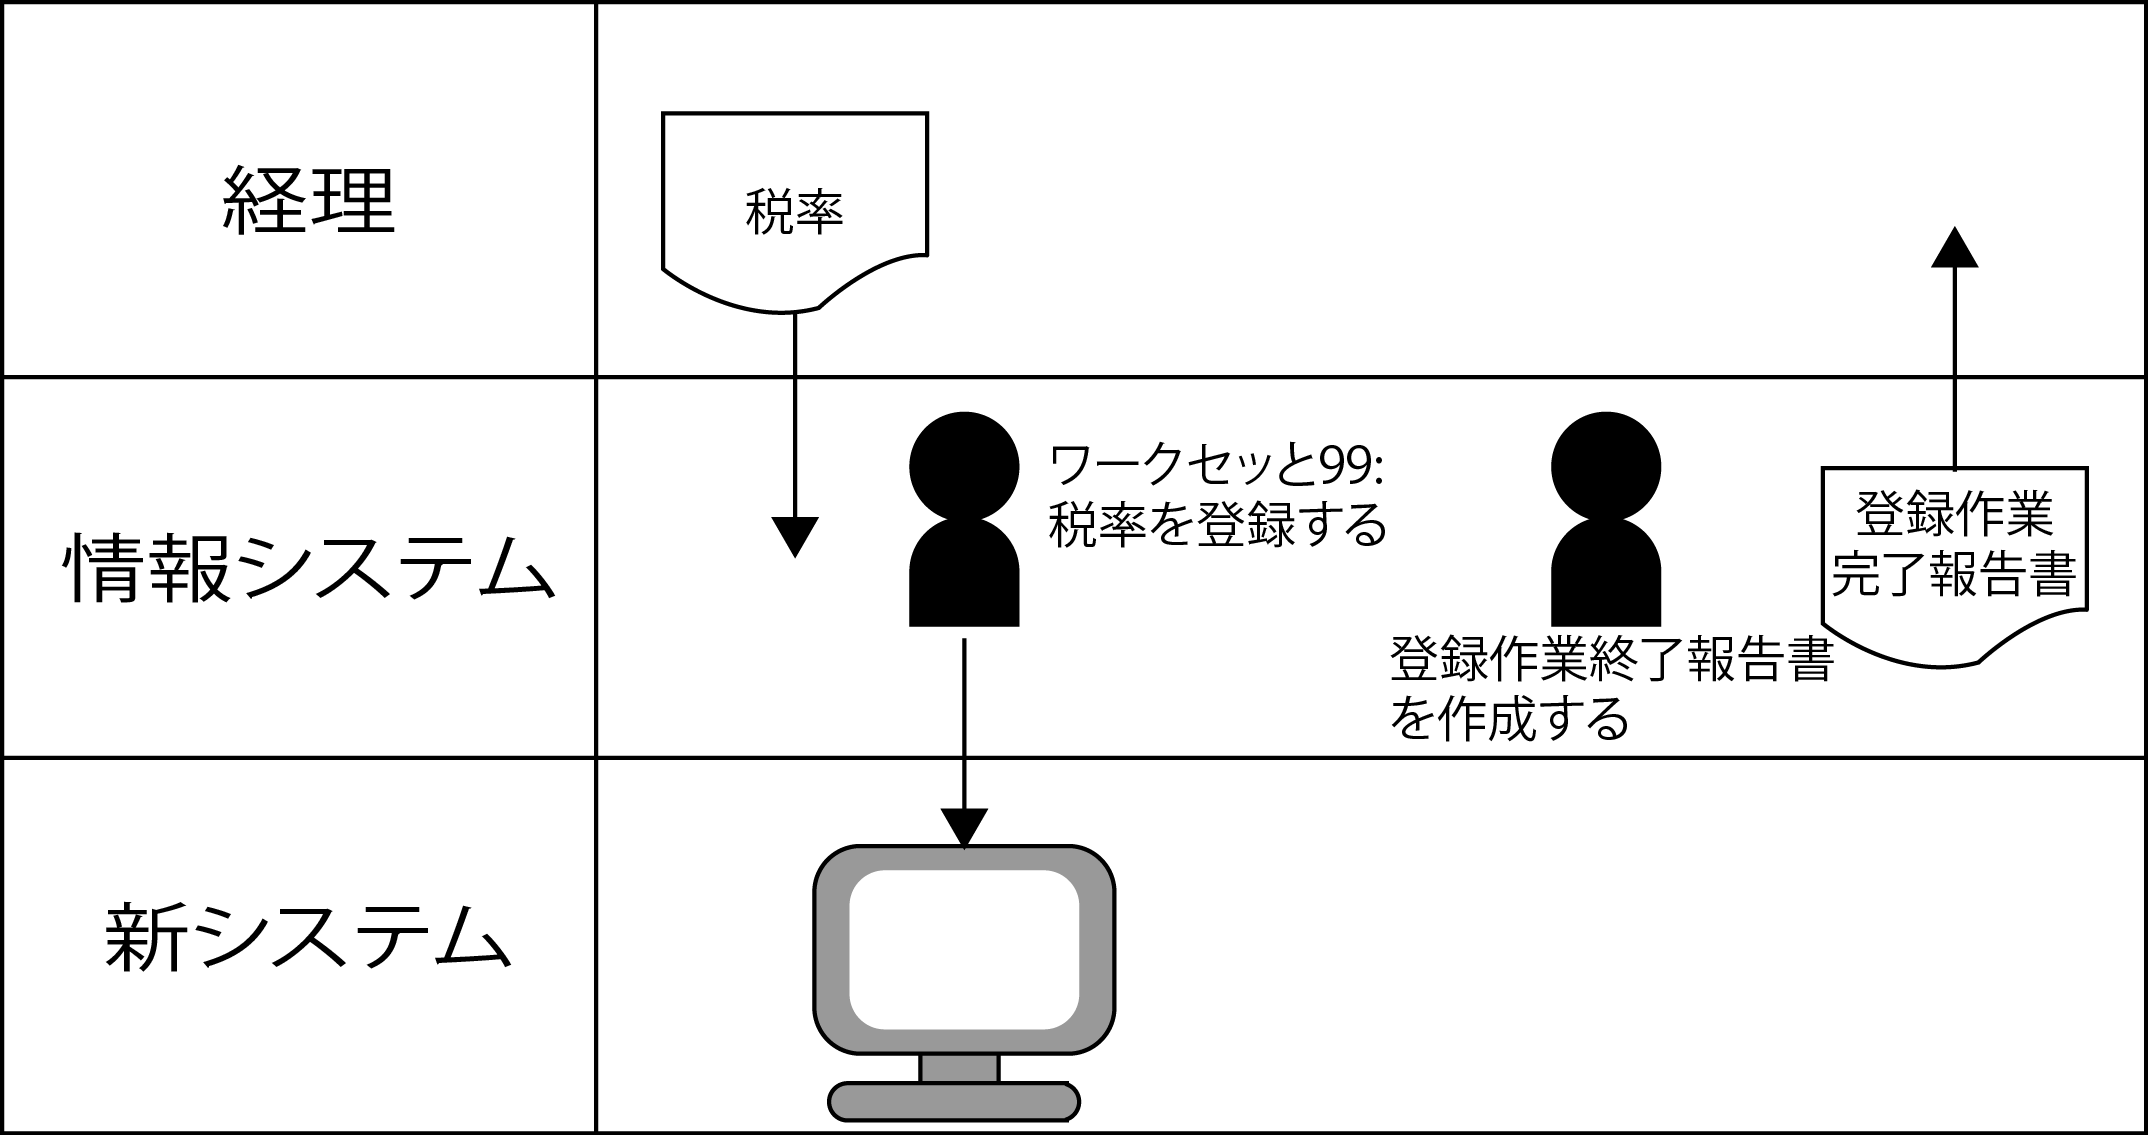 経理
税率
情報システム
ワークセッと99:
税率を登録する
登録作業終了報告書
を作成する
登録作業
完了報告書
新システム